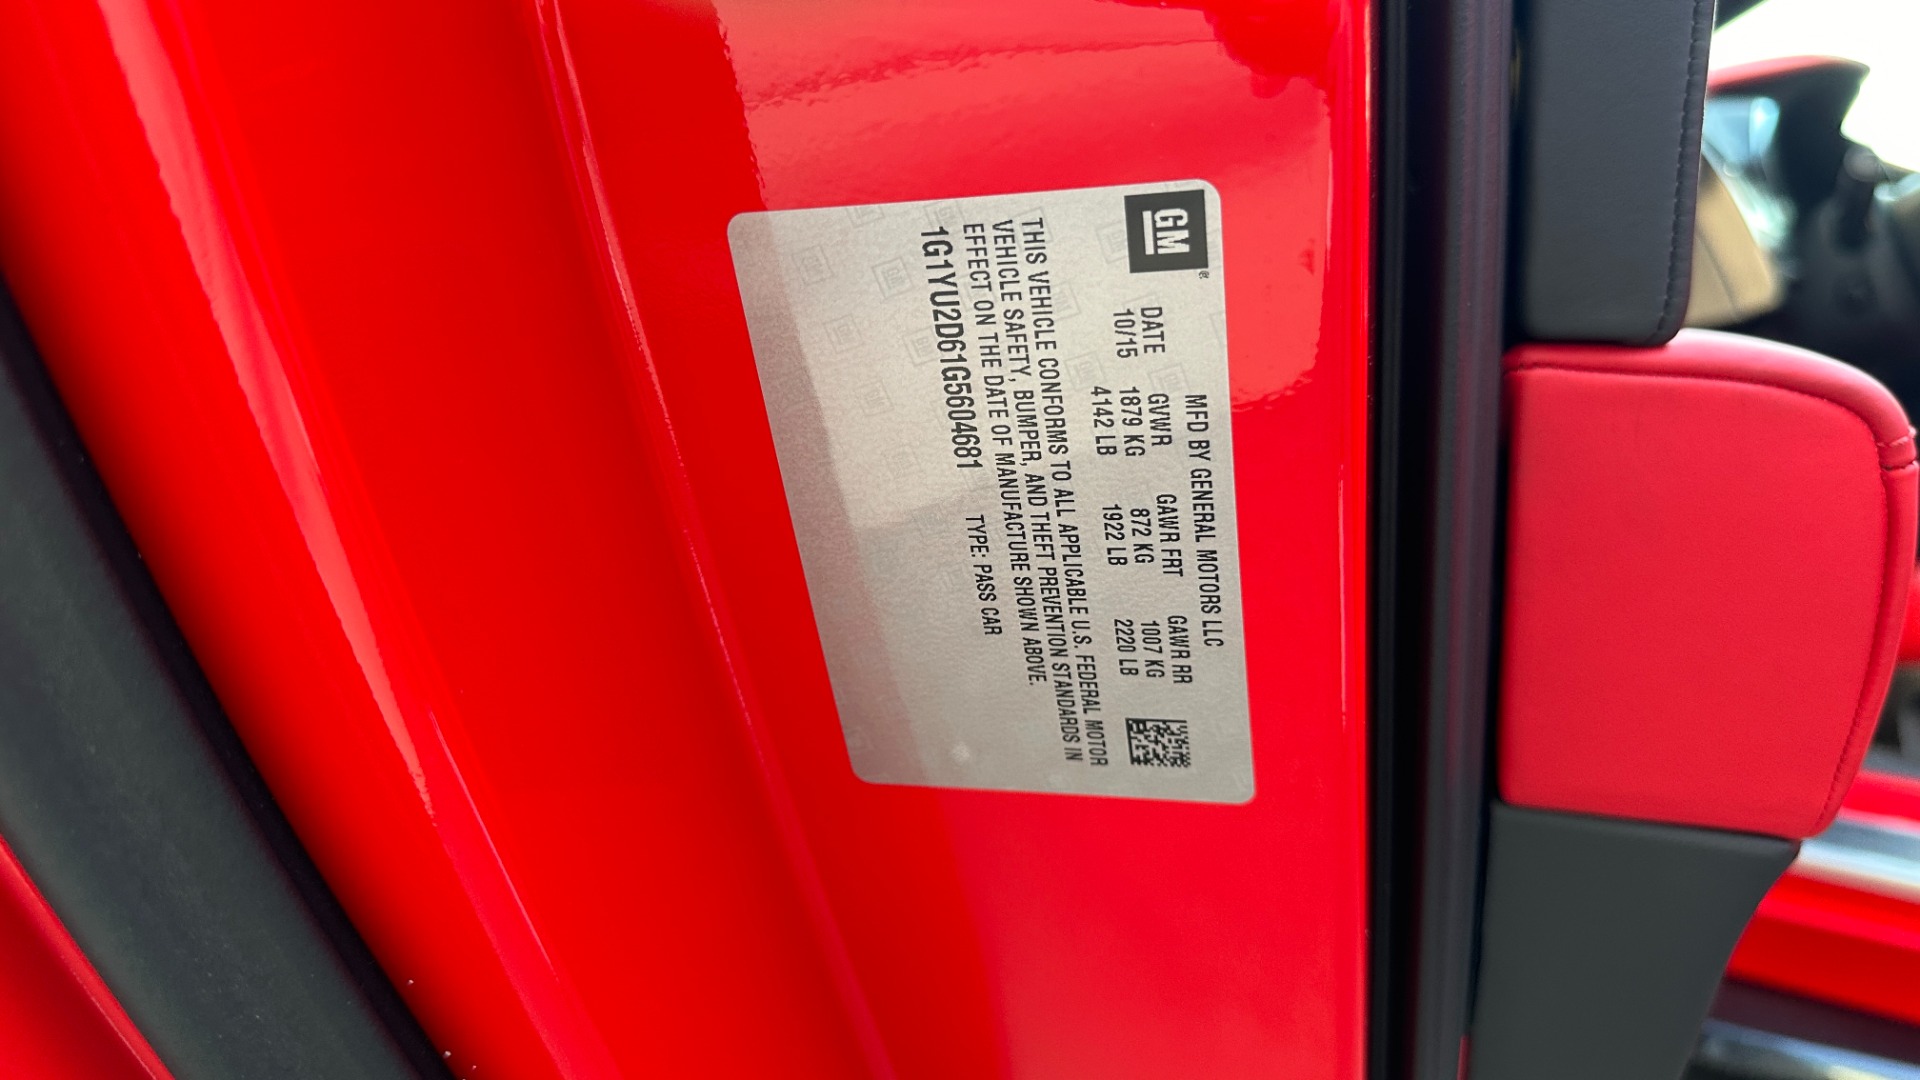 GM
MFD BY GENERAL MOTORS LLC
DATE GVWR GAWR FRT GAWR RR
10/15 1879 KG 872 KG 1007 KG
4142 LB 1922 LB 2220 LB
THIS VEHICLE CONFORMS TO ALL APPLICABLE U.S. FEDERAL MOTOR
VEHICLE SAFETY, BUMPER, AND THEFT PREVENTION STANDARDS IN
EFFECT ON THE DATE OF MANUFACTURE SHOWN ABOVE.
1G1YU2D61G5604681 TYPE: PASS CAR